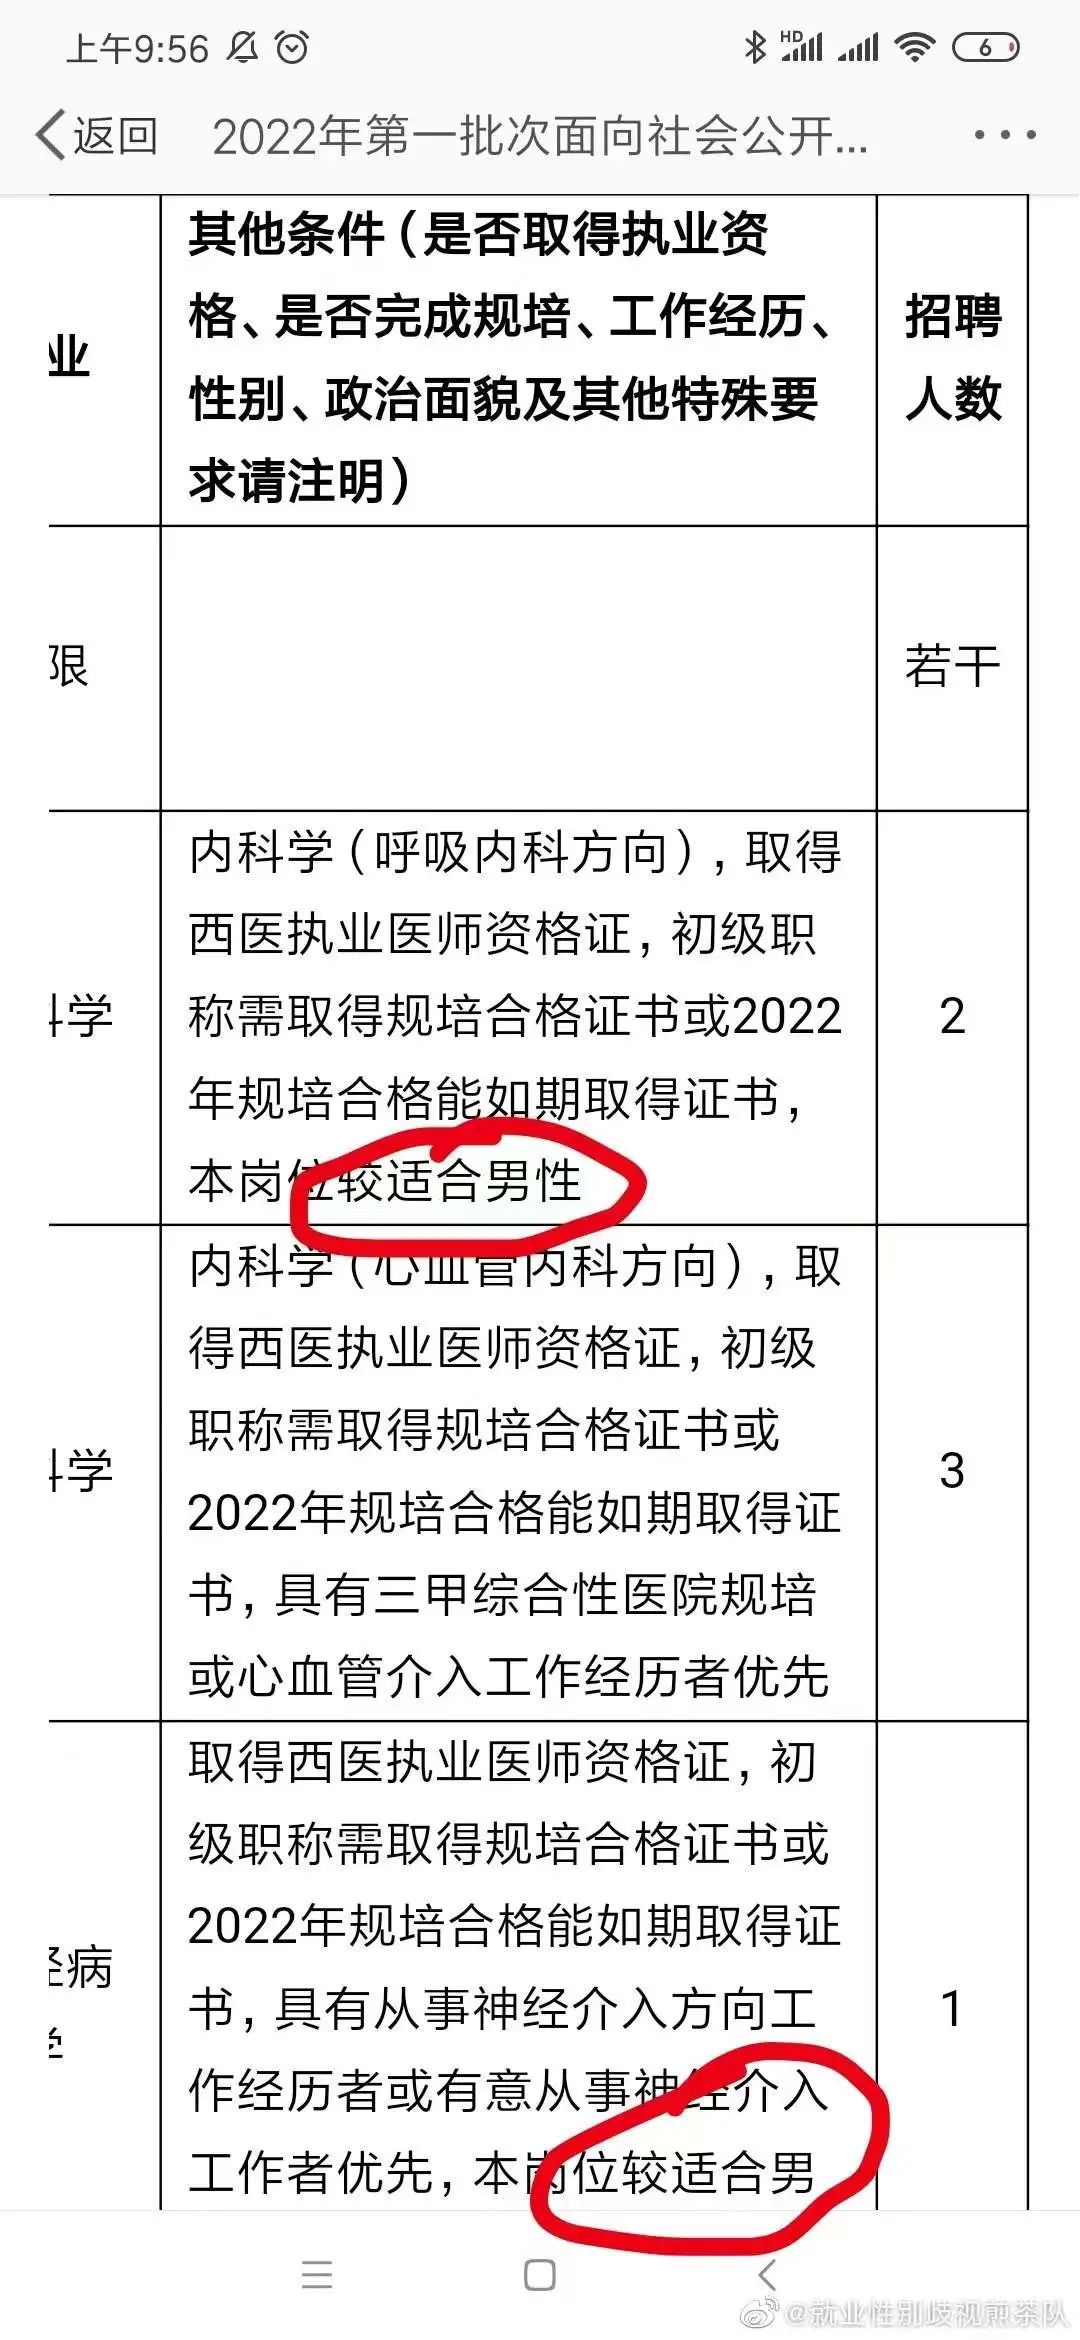 上午9:56
HD
6
返回 2022年第一批次面向社会公开...
其他条件（是否取得执业资
格、是否完成规培、工作经历、
性别、政治面貌及其他特殊要
求请注明）
业
招聘
人数
限
若干
内科学（呼吸内科方向），取得
西医执业医师资格证，初级职
称需取得规培合格证书或2022
年规培合格能如期取得证书，
本岗位较适合男性
科学
2
内科学（心血管内科方向），取
得西医执业医师资格证，初级
职称需取得规培合格证书或
2022年规培合格能如期取得证
书，具有三甲综合性医院规培
或心血管介入工作经历者优先
科学
3
取得西医执业医师资格证，初
级职称需取得规培合格证书或
2022年规培合格能如期取得证
书，具有从事神经介入方向工
作经历者或有意从事神经介入
工作者优先，本岗位较适合男
经病
学
1
@就业性别歧视煎茶队